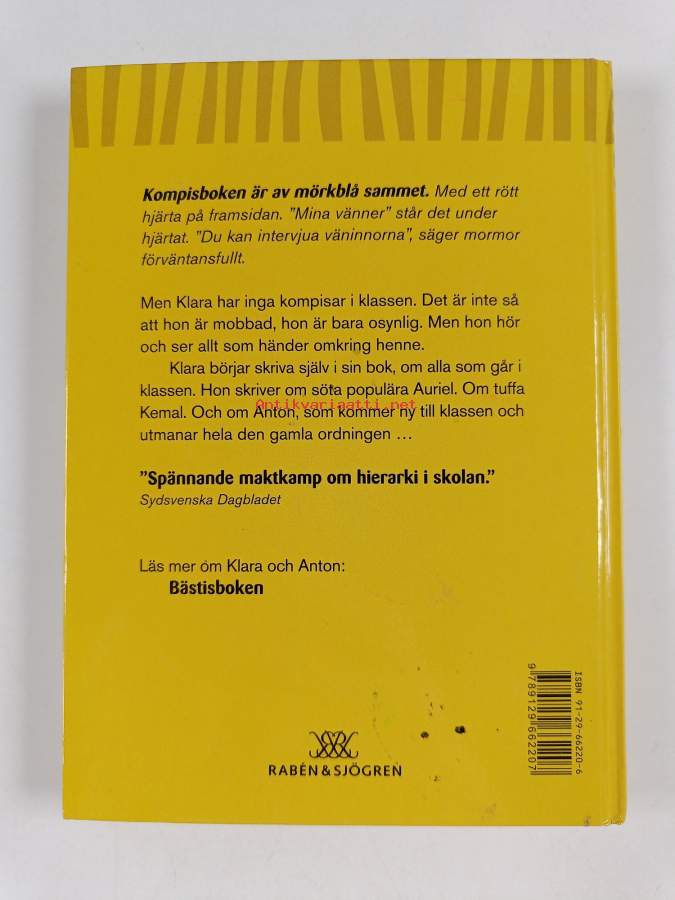 Kompisboken är av mörkblå sammet. Med ett rött
hjärta på framsidan. ”Mina vänner” står det under
hjärtat. ”Du kan intervjua väninnorna”, säger mormor
förväntansfullt.
Men Klara har inga kompisar i klassen. Det är inte så
att hon är mobbad, hon är bara osynlig. Men hon hör
och ser allt som händer omkring henne.
Klara börjar skriva själv i sin bok, om alla som går i
klassen. Hon skriver om söta populära Auriel. Om tuffa
Antikvariaatti.net
Kemal. Och om Anton, som kommer ny till klassen och
utmanar hela den gamla ordningen …
”Spännande maktkamp om hierarki i skolan.”
Sydsvenska Dagbladet
Läs mer om Klara och Anton:
Bästisboken
ISBN 91-29-66220-6
9 789129 662207
RABÉN & SJÖGREN